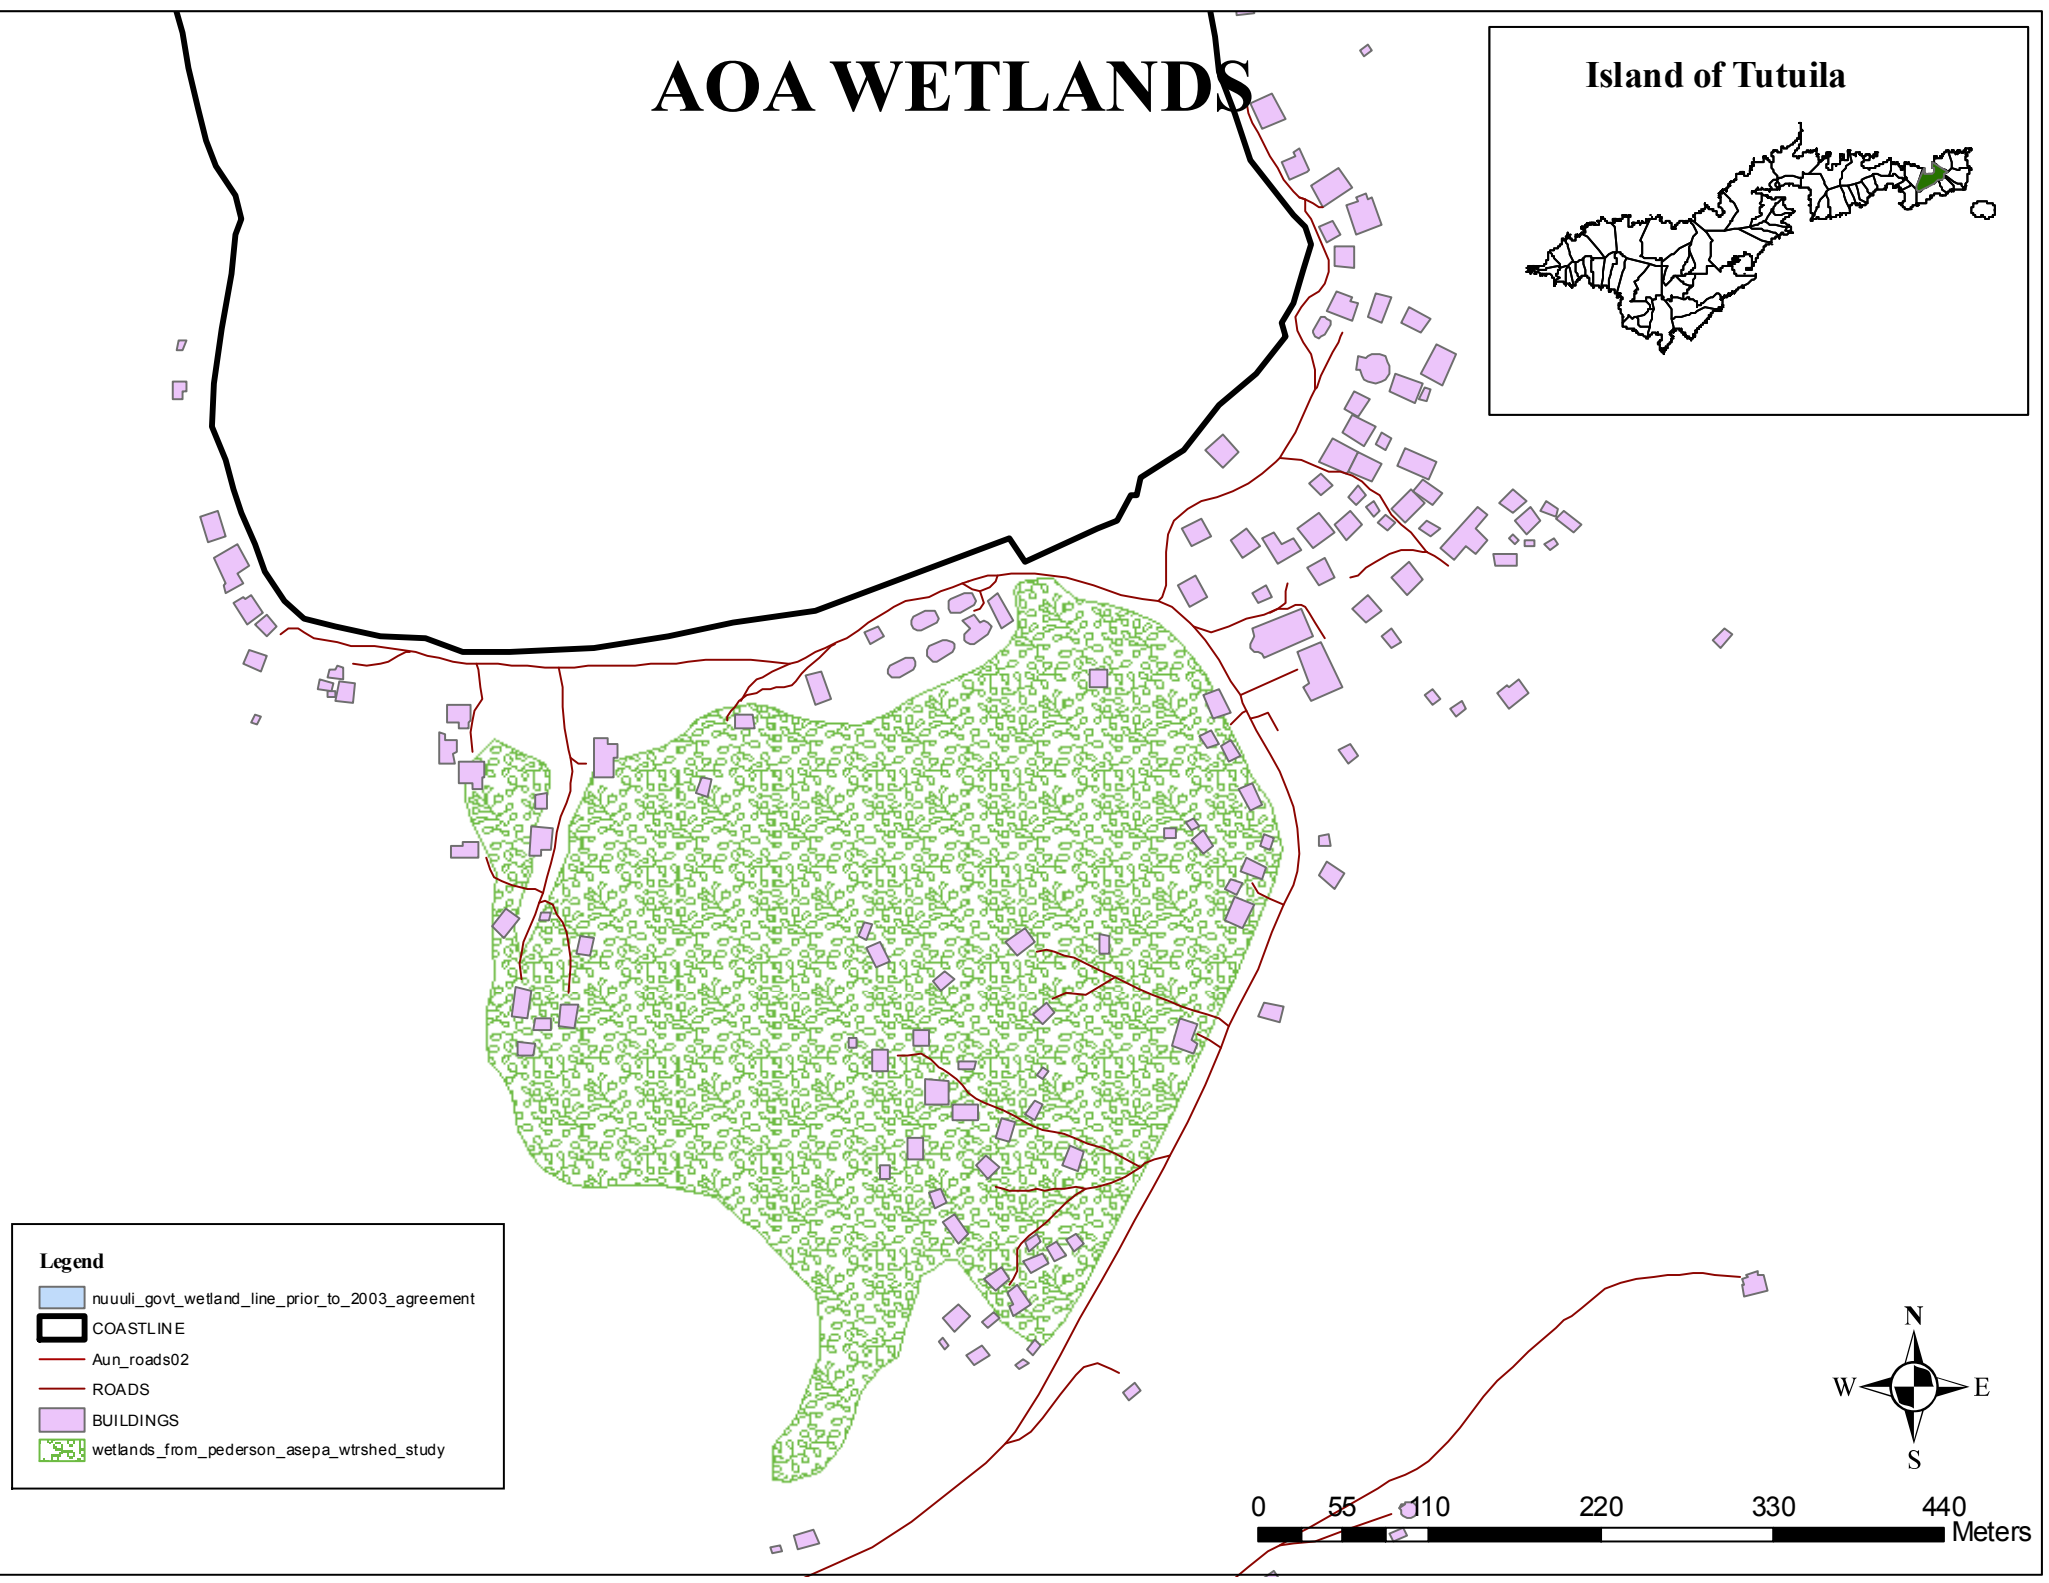 AOA WETLANDS
Island of Tutuila
Legend
nuuuli_govt_wetland_line_prior_to_2003_agreement
COASTLINE
Aun_roads02
ROADS
BUILDINGS
wetlands_from_pederson_asepa_wtrshed_study
N
W E
S
0 55 110 220 330 440
Meters